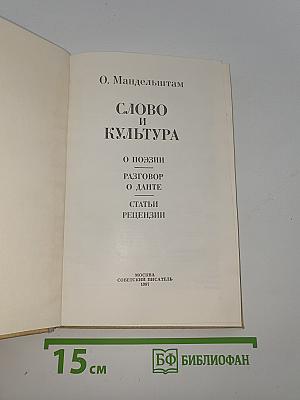 О. Мандельштам
СЛОВО
И
КУЛЬТУРА
О ПОЭЗИИ
РАЗГОВОР
О ДАНТЕ
СТАТЬИ
РЕЦЕНЗИИ
МОСКВА
СОВЕТСКИЙ ПИСАТЕЛЬ
1987
15 см
БФ БИБЛИОФАН